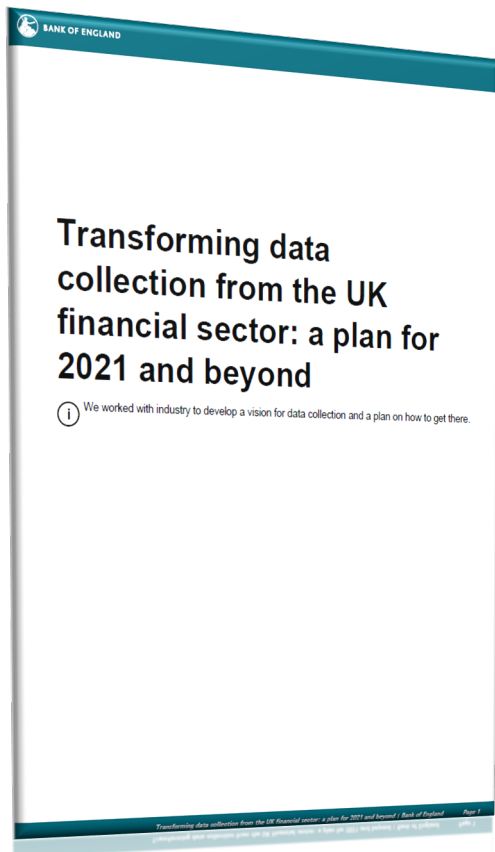 BANK OF ENGLAND
Transforming data
collection from the UK
financial sector: a plan for
2021 and beyond
i
We worked with industry to develop a vision for data collection and a plan on how to get there.
Transforming data collection from the UK financial sector: a plan for 2021 and beyond | Bank of England Page 1